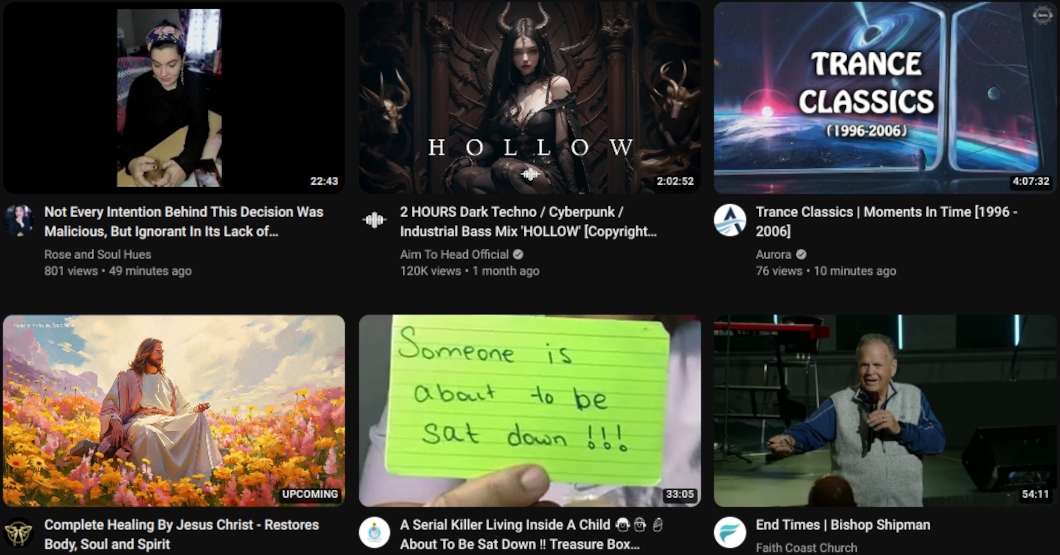 22:43
HOLLOW
2:02:52
TRANCE
CLASSICS
(1996-2006)
4:07:32
Not Every Intention Behind This Decision Was
Malicious, But Ignorant In Its Lack of...
Rose and Soul Hues
801 views • 49 minutes ago
2 HOURS Dark Techno / Cyberpunk /
Industrial Bass Mix 'HOLLOW' [Copyright...
Aim To Head Official
120K views • 1 month ago
Trance Classics | Moments In Time [1996 -
2006]
Aurora
76 views • 10 minutes ago
UPCOMING
Someone is
about to be
sat down !!!
33:05
54:11
Complete Healing By Jesus Christ - Restores
Body, Soul and Spirit
A Serial Killer Living Inside A Child
About To Be Sat Down !! Treasure Box...
End Times | Bishop Shipman
Faith Coast Church